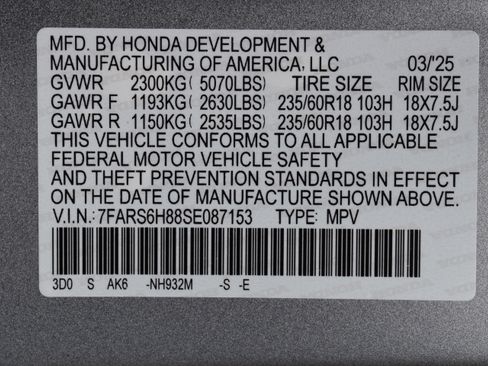 MFD. BY HONDA DEVELOPMENT &
MANUFACTURING OF AMERICA, LLC 03/'25
GVWR 2300KG( 5070LBS) TIRE SIZE RIM SIZE
GAWR F 1193KG( 2630LBS) 235/60R18 103H 18X7.5J
GAWR R 1150KG( 2535LBS) 235/60R18 103H 18X7.5J
THIS VEHICLE CONFORMS TO ALL APPLICABLE
FEDERAL MOTOR VEHICLE SAFETY
AND THEFT PREVENTION STANDARDS IN EFFECT
ON THE DATE OF MANUFACTURE SHOWN ABOVE.
V.I.N.: 7FARS6H88SE087153 TYPE: MPV
3D0 S AK6 -NH932M -S -E